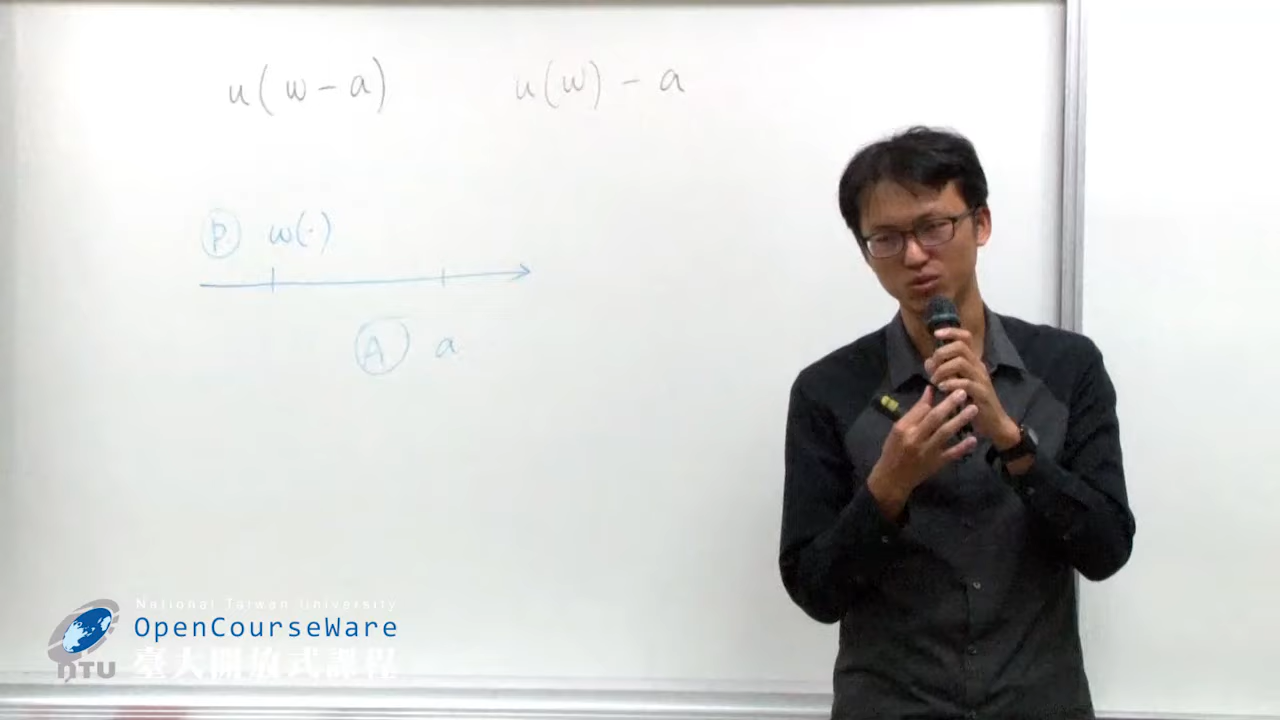 u(w-a) u(w)-a
P w(·)
A a
National Taiwan University
OpenCourseWare
NTU 臺大開放式課程